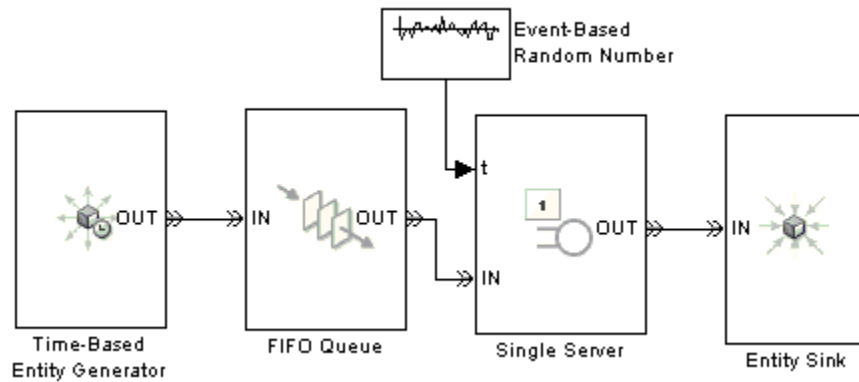 Event-Based
Random Number
OUT
IN
OUT
t
IN
1
OUT
IN
Time-Based
Entity Generator
FIFO Queue
Single Server
Entity Sink